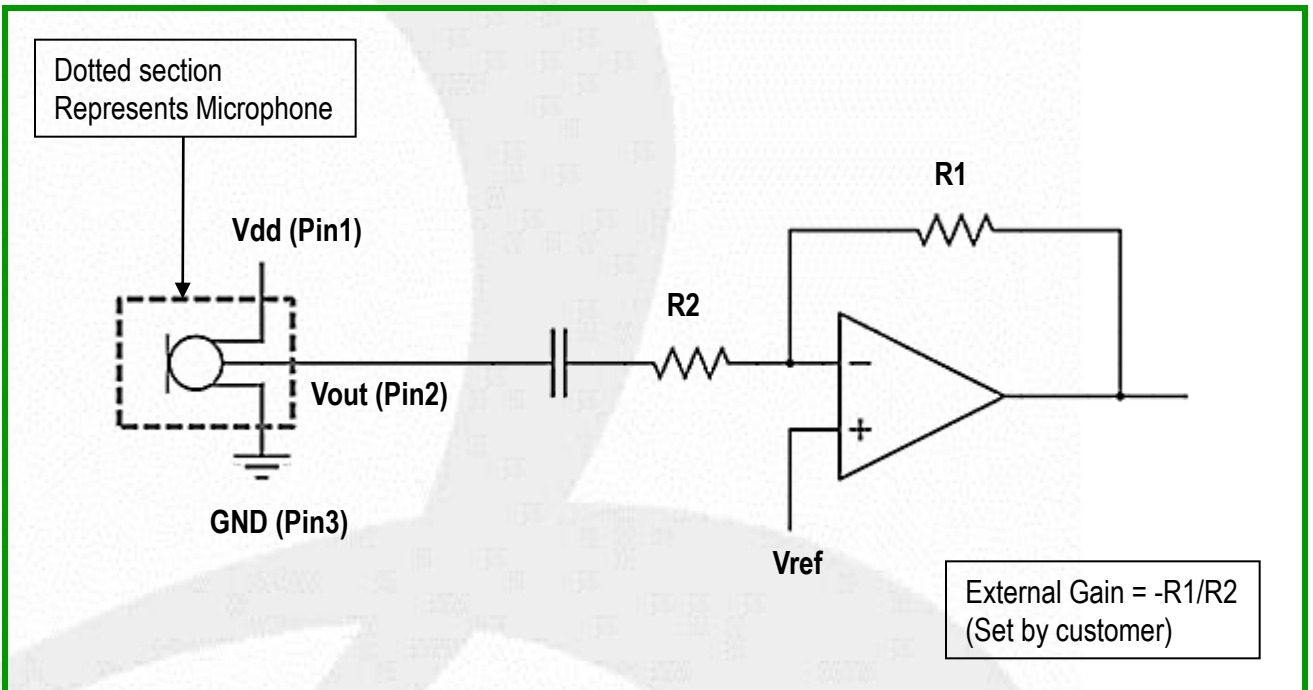 Dotted section
Represents Microphone
Vdd (Pin1)
Vout (Pin2)
GND (Pin3)
R2
R1
−
+
Vref
External Gain = -R1/R2
(Set by customer)